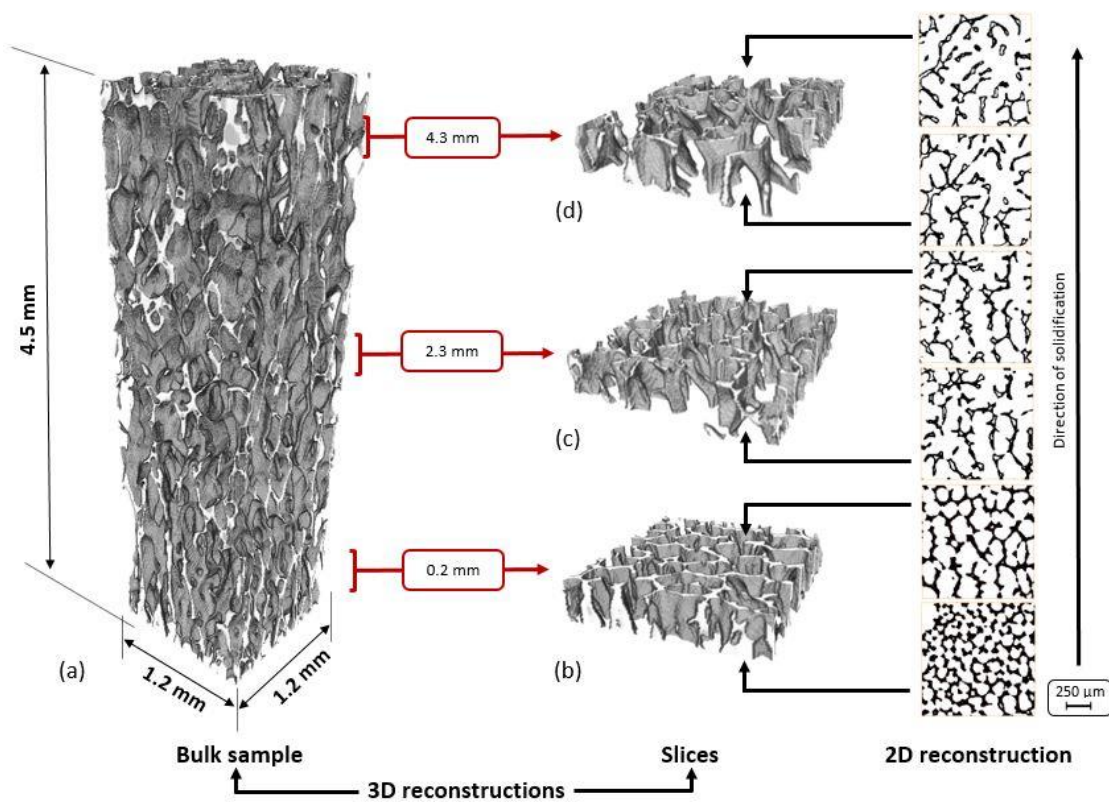 4.5 mm
4.3 mm
(d)
2.3 mm
(c)
0.2 mm
(a)
1.2 mm
1.2 mm
(b)
Direction of solidification
250 µm
Bulk sample
Slices
2D reconstruction
3D reconstructions